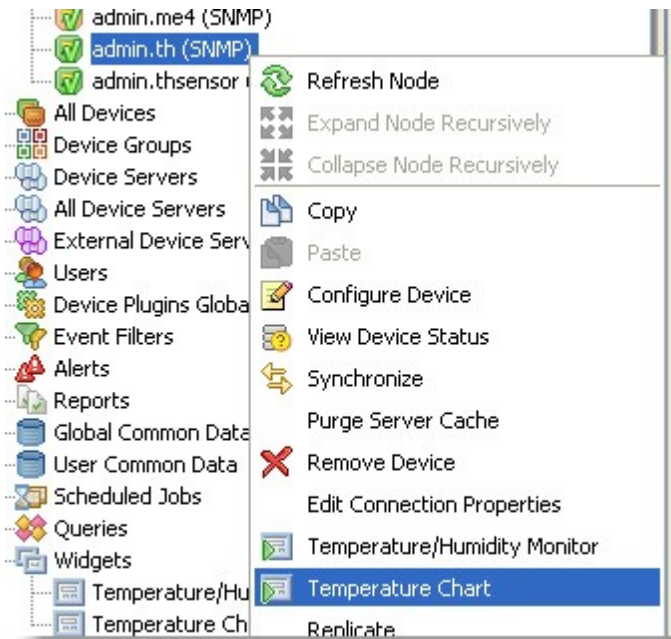 admin.me4 (SNMP)
admin.th (SNMP)
admin.thsensor
All Devices
Device Groups
Device Servers
All Device Servers
External Device Serv
Users
Device Plugins Globa
Event Filters
Alerts
Reports
Global Common Data
User Common Data
Scheduled Jobs
Queries
Widgets
Temperature/Hu
Temperature Ch
Refresh Node
Expand Node Recursively
Collapse Node Recursively
Copy
Paste
Configure Device
View Device Status
Synchronize
Purge Server Cache
Remove Device
Edit Connection Properties
Temperature/Humidity Monitor
Temperature Chart
Replicate